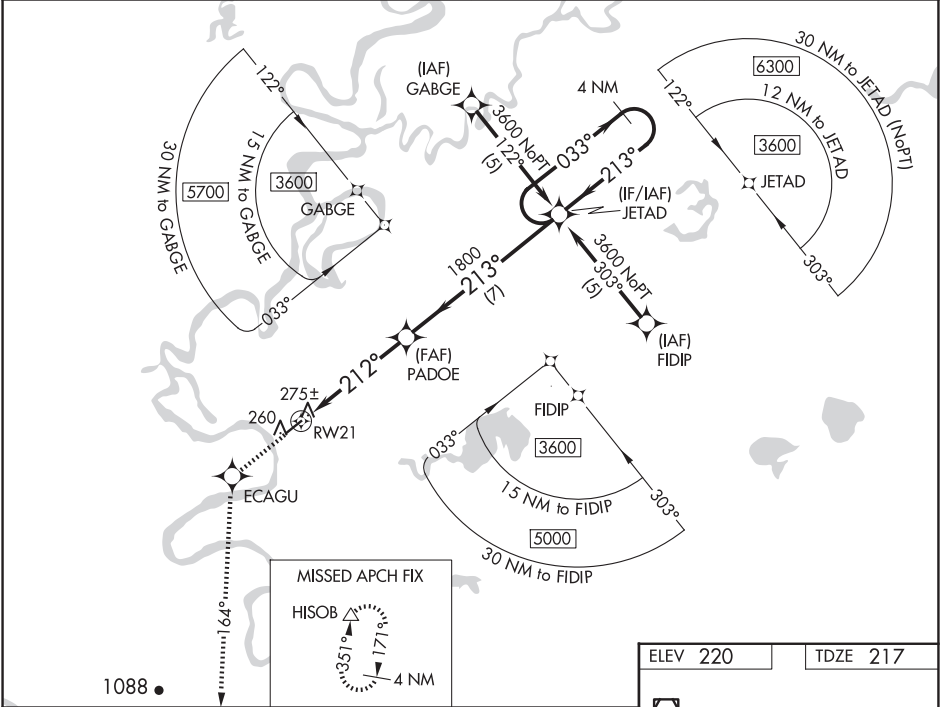 30 NM to JETAD (NoPT)
6300
12 NM to JETAD
122°
3600
JETAD
303°
(IAF)
GABGE
4 NM
3600 NoPT
122°
(5)
033°
213°
(IF/IAF)
JETAD
122°
15 NM to GABGE
30 NM to GABGE
5700
3600
GABGE
033°
1800
213°
(7)
3600 NoPT
303°
(5)
(IAF)
FIDIP
(FAF)
PADOE
212°
275±
260
RW21
ECAGU
FIDIP
033°
3600
15 NM to FIDIP
303°
5000
30 NM to FIDIP
164°
MISSED APCH FIX
HISOB
351°
171°
4 NM
1088
ELEV 220
TDZE 217